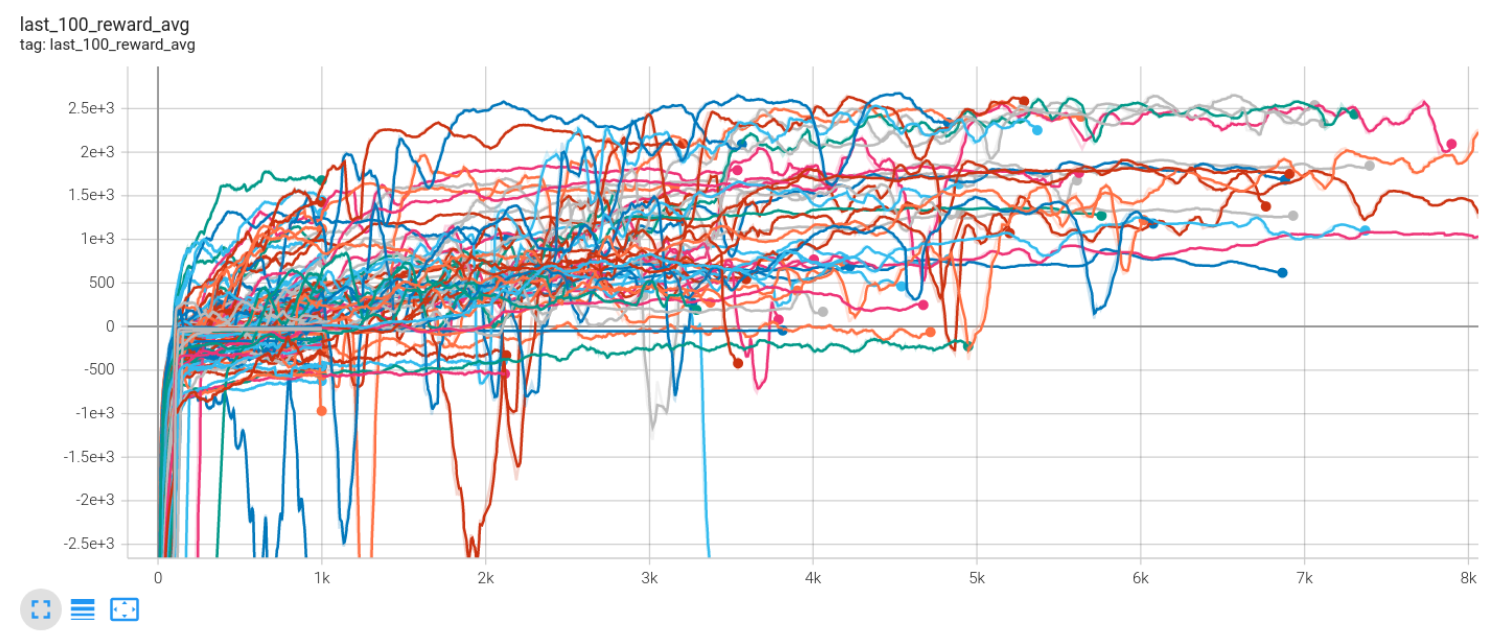 last_100_reward_avg
tag: last_100_reward_avg
2.5e+3
2e+3
1.5e+3
1e+3
500
0
-500
-1e+3
-1.5e+3
-2e+3
-2.5e+3
0 1k 2k 3k 4k 5k 6k 7k 8k